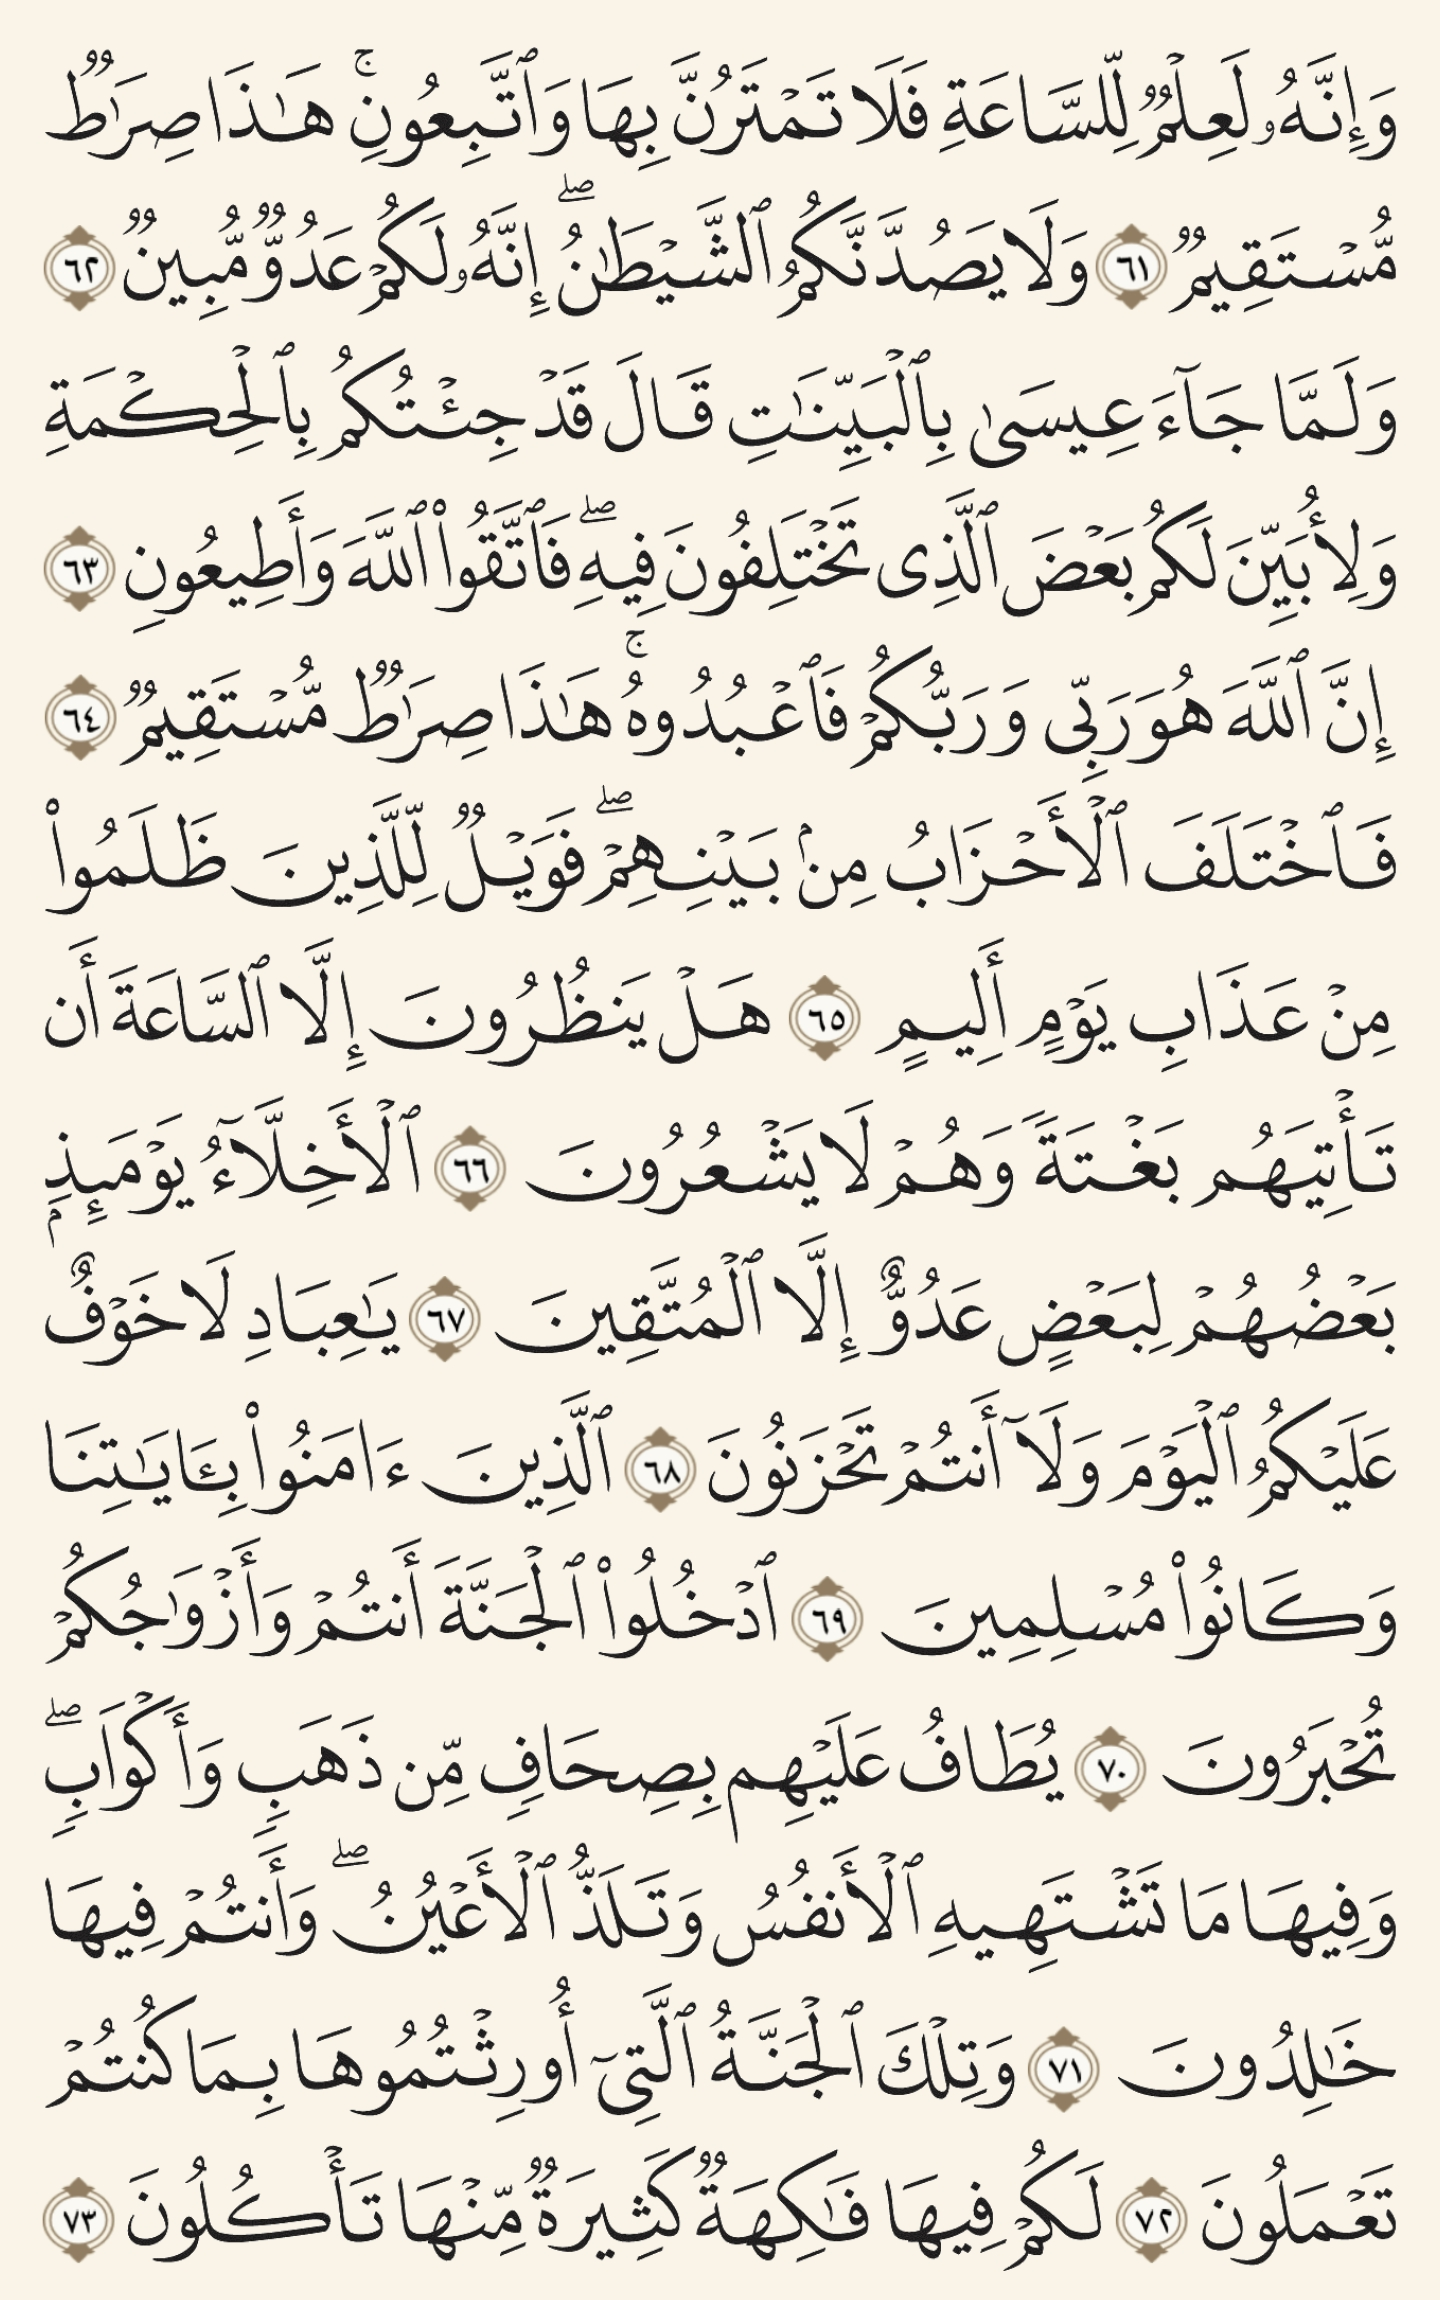 وَإِنَّهُۥ لَعِلۡمٞ لِّلسَّاعَةِ فَلَا تَمۡتَرُنَّ بِهَا وَٱتَّبِعُونِۚ هَٰذَا صِرَٰطٞ
مُّسۡتَقِيمٞ ٦١ وَلَا يَصُدَّنَّكُمُ ٱلشَّيۡطَٰنُۖ إِنَّهُۥ لَكُمۡ عَدُوّٞ مُّبِينٞ ٦٢
وَلَمَّا جَآءَ عِيسَىٰ بِٱلۡبَيِّنَٰتِ قَالَ قَدۡ جِئۡتُكُم بِٱلۡحِكۡمَةِ
وَلِأُبَيِّنَ لَكُم بَعۡضَ ٱلَّذِي تَخۡتَلِفُونَ فِيهِۖ فَٱتَّقُواْ ٱللَّهَ وَأَطِيعُونِ ٦٣
إِنَّ ٱللَّهَ هُوَ رَبِّي وَرَبُّكُمۡ فَٱعۡبُدُوهُۚ هَٰذَا صِرَٰطٞ مُّسۡتَقِيمٞ ٦٤
فَٱخۡتَلَفَ ٱلۡأَحۡزَابُ مِنۢ بَيۡنِهِمۡۖ فَوَيۡلٞ لِّلَّذِينَ ظَلَمُواْ
مِنۡ عَذَابِ يَوۡمٍ أَلِيمٍ ٦٥ هَلۡ يَنظُرُونَ إِلَّا ٱلسَّاعَةَ أَن
تَأۡتِيَهُم بَغۡتَةٗ وَهُمۡ لَا يَشۡعُرُونَ ٦٦ ٱلۡأَخِلَّآءُ يَوۡمَئِذِۭ
بَعۡضُهُمۡ لِبَعۡضٍ عَدُوٌّ إِلَّا ٱلۡمُتَّقِينَ ٦٧ يَٰعِبَادِ لَا خَوۡفٌ
عَلَيۡكُمُ ٱلۡيَوۡمَ وَلَآ أَنتُمۡ تَحۡزَنُونَ ٦٨ ٱلَّذِينَ ءَامَنُواْ بِـَٔايَٰتِنَا
وَكَانُواْ مُسۡلِمِينَ ٦٩ ٱدۡخُلُواْ ٱلۡجَنَّةَ أَنتُمۡ وَأَزۡوَٰجُكُمۡ
تُحۡبَرُونَ ٧٠ يُطَافُ عَلَيۡهِم بِصِحَافٖ مِّن ذَهَبٖ وَأَكۡوَابٖۖ
وَفِيهَا مَا تَشۡتَهِيهِ ٱلۡأَنفُسُ وَتَلَذُّ ٱلۡأَعۡيُنُۖ وَأَنتُمۡ فِيهَا
خَٰلِدُونَ ٧١ وَتِلۡكَ ٱلۡجَنَّةُ ٱلَّتِيٓ أُورِثۡتُمُوهَا بِمَا كُنتُمۡ
تَعۡمَلُونَ ٧٢ لَكُمۡ فِيهَا فَٰكِهَةٞ كَثِيرَةٞ مِّنۡهَا تَأۡكُلُونَ ٧٣